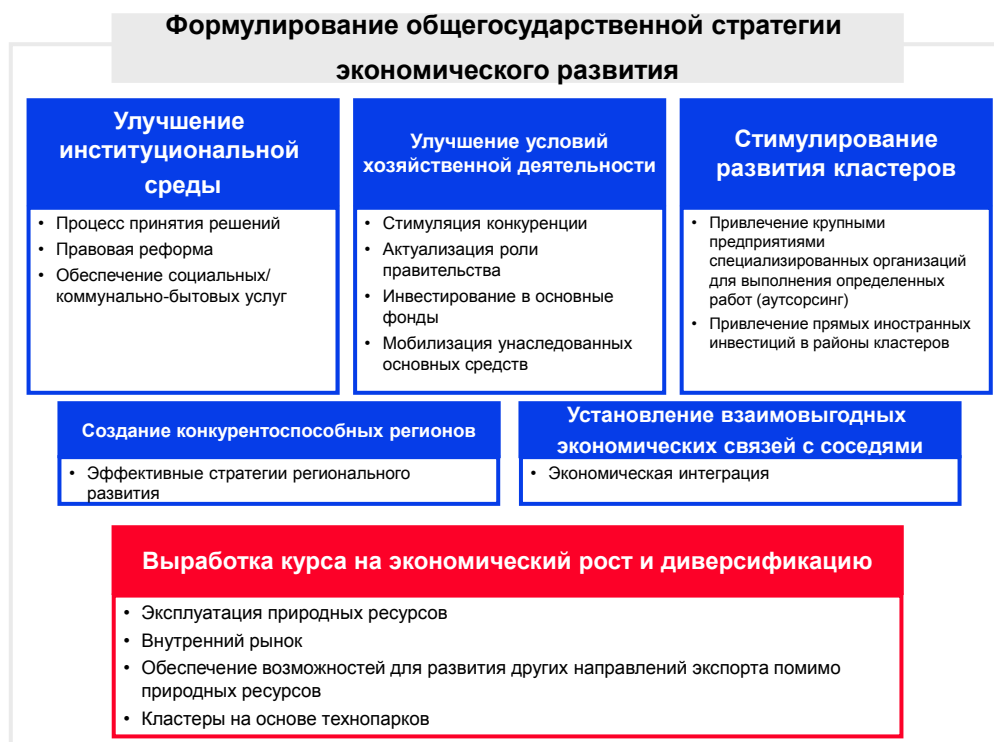 Формулирование общегосударственной стратегии
экономического развития
Улучшение
институциональной
среды
• Процесс принятия решений
• Правовая реформа
• Обеспечение социальных/
коммунально-бытовых услуг
Улучшение условий
хозяйственной деятельности
• Стимуляция конкуренции
• Актуализация роли
правительства
• Инвестирование в основные
фонды
• Мобилизация унаследованных
основных средств
Стимулирование
развития кластеров
• Привлечение крупными
предприятиями
специализированных организаций
для выполнения определенных
работ (аутсорсинг)
• Привлечение прямых иностранных
инвестиций в районы кластеров
Создание конкурентоспособных регионов
• Эффективные стратегии регионального
развития
Установление взаимовыгодных
экономических связей с соседями
• Экономическая интеграция
Выработка курса на экономический рост и диверсификацию
• Эксплуатация природных ресурсов
• Внутренний рынок
• Обеспечение возможностей для развития других направлений экспорта помимо
природных ресурсов
• Кластеры на основе технопарков